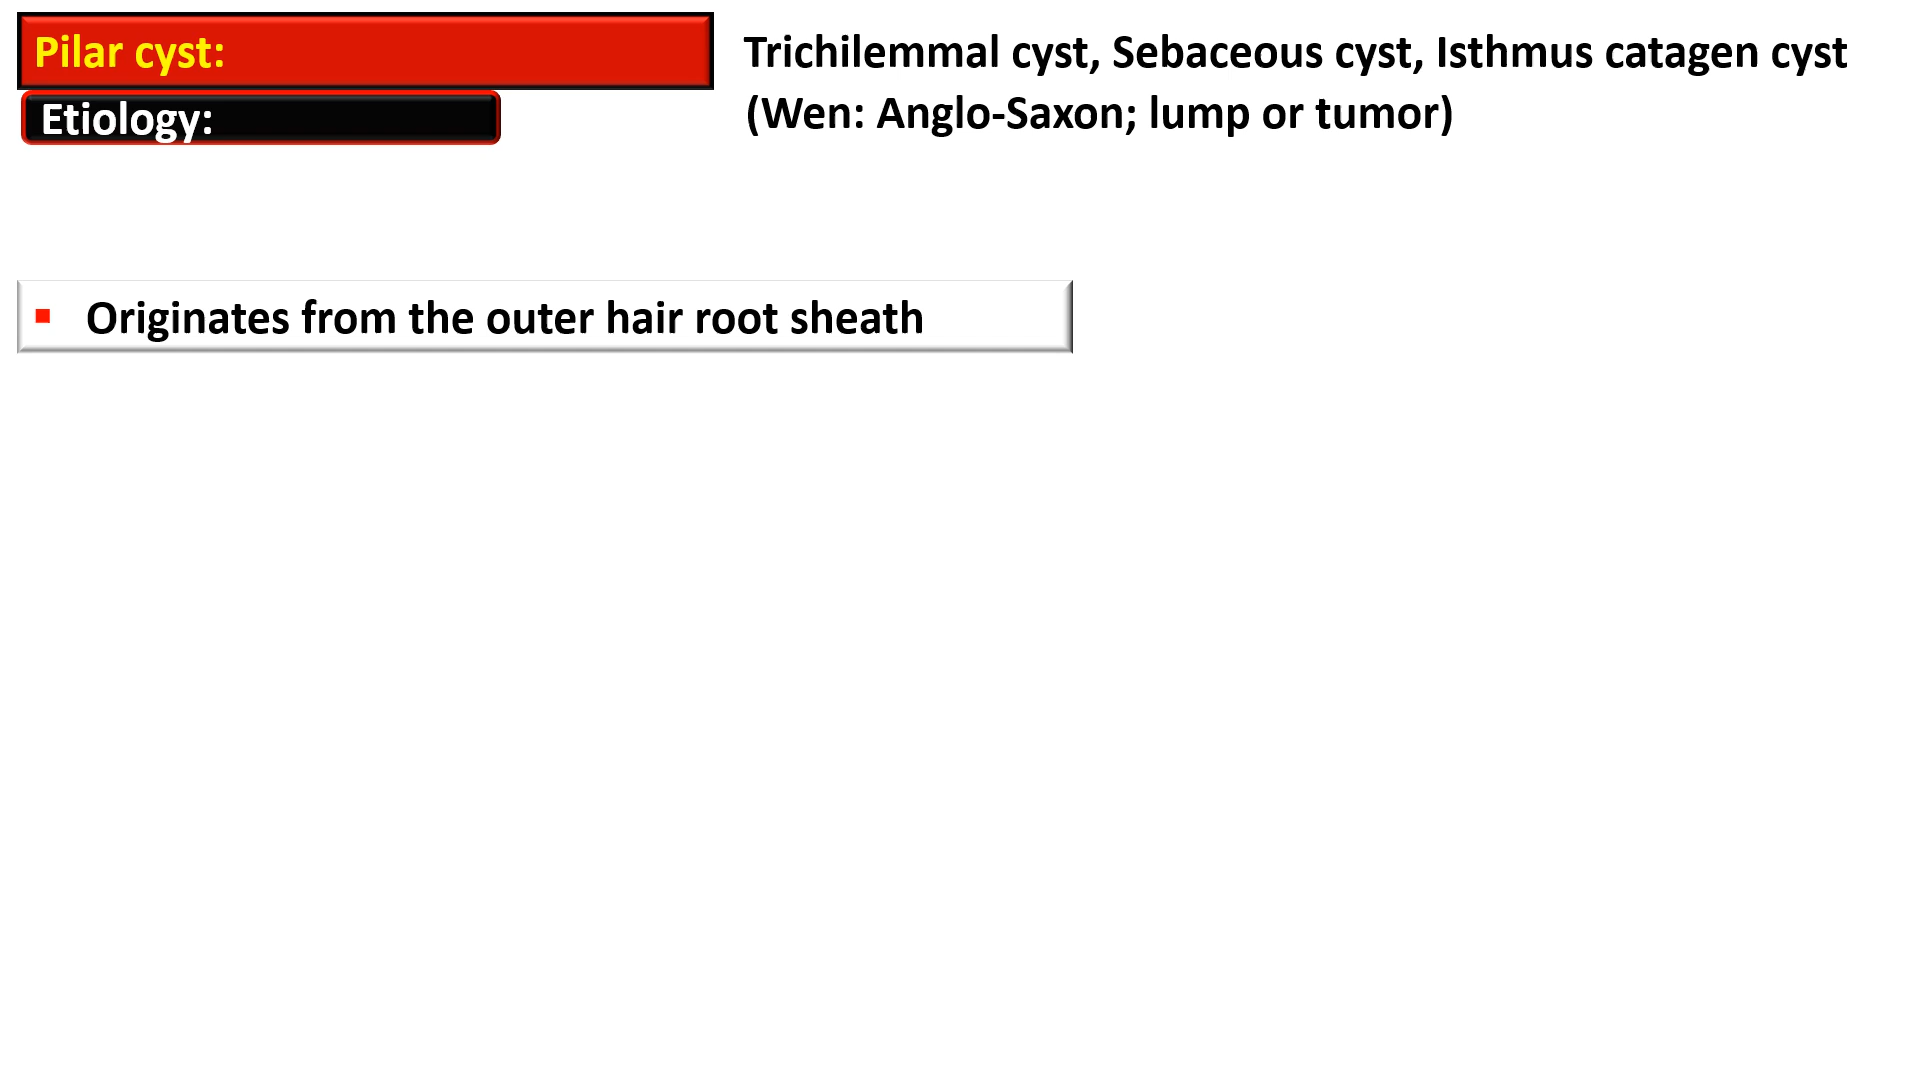 Pilar cyst:
Trichilemmal cyst, Sebaceous cyst, Isthmus catagen cyst
Etiology:
(Wen: Anglo-Saxon; lump or tumor)
Originates from the outer hair root sheath